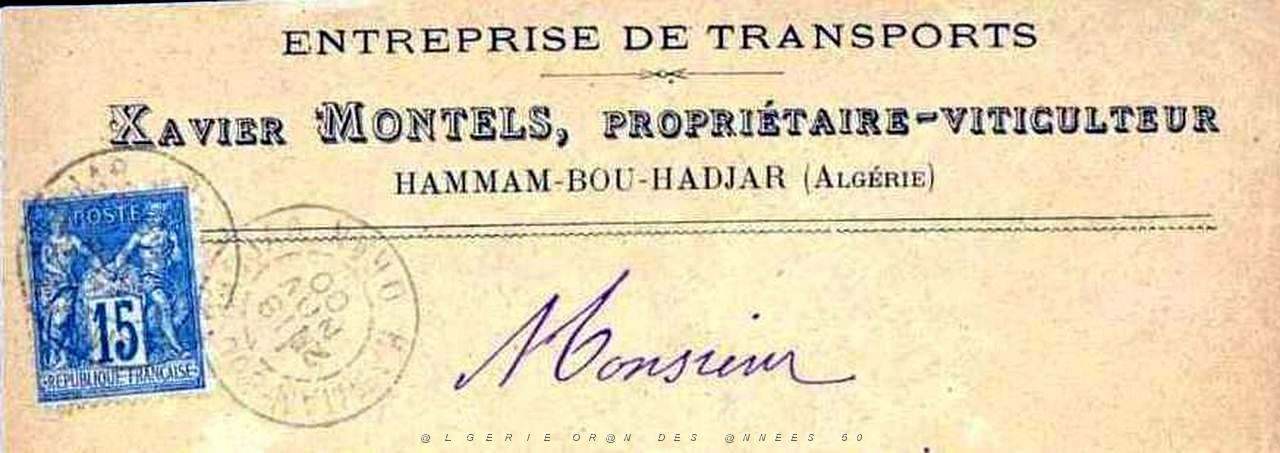 ENTREPRISE DE TRANSPORTS
XAVIER MONTELS, PROPRIÉTAIRE-VITICULTEUR
HAMMAM-BOU-HADJAR (ALGÉRIE)
POSTE
15
REPUBLIQUE FRANÇAISE
Monsieur
@LGERIE OR@N DES @NNEES 50